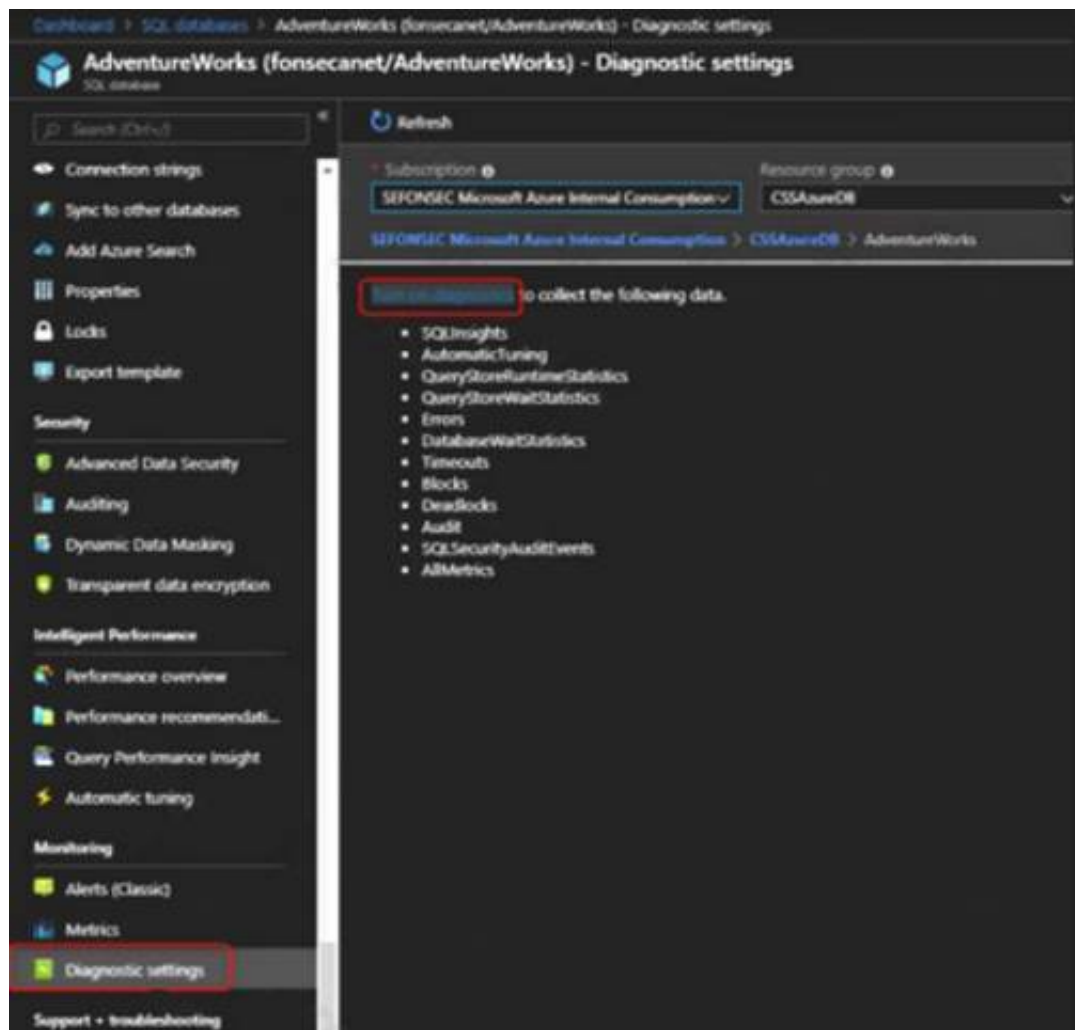 Dashboard > SQL databases > AdventureWorks (fonsecanet/AdventureWorks) - Diagnostic settings
AdventureWorks (fonsecanet/AdventureWorks) - Diagnostic settings
SQL database
Search (Ctrl+/)
Connection strings
Sync to other databases
Add Azure Search
Properties
Locks
Export template
Security
Advanced Data Security
Auditing
Dynamic Data Masking
Transparent data encryption
Intelligent Performance
Performance overview
Performance recommendati...
Query Performance Insight
Automatic tuning
Monitoring
Alerts (Classic)
Metrics
Diagnostic settings
Support + troubleshooting
Refresh
* Subscription
SEFONSEC Microsoft Azure Internal Consumption
Resource group
CSSAzureDB
SEFONSEC Microsoft Azure Internal Consumption > CSSAzureDB > AdventureWorks
Turn on diagnostics to collect the following data.
• SQLInsights
• AutomaticTuning
• QueryStoreRuntimeStatistics
• QueryStoreWaitStatistics
• Errors
• DatabaseWaitStatistics
• Timeouts
• Blocks
• Deadlocks
• Audit
• SQLSecurityAuditEvents
• AllMetrics